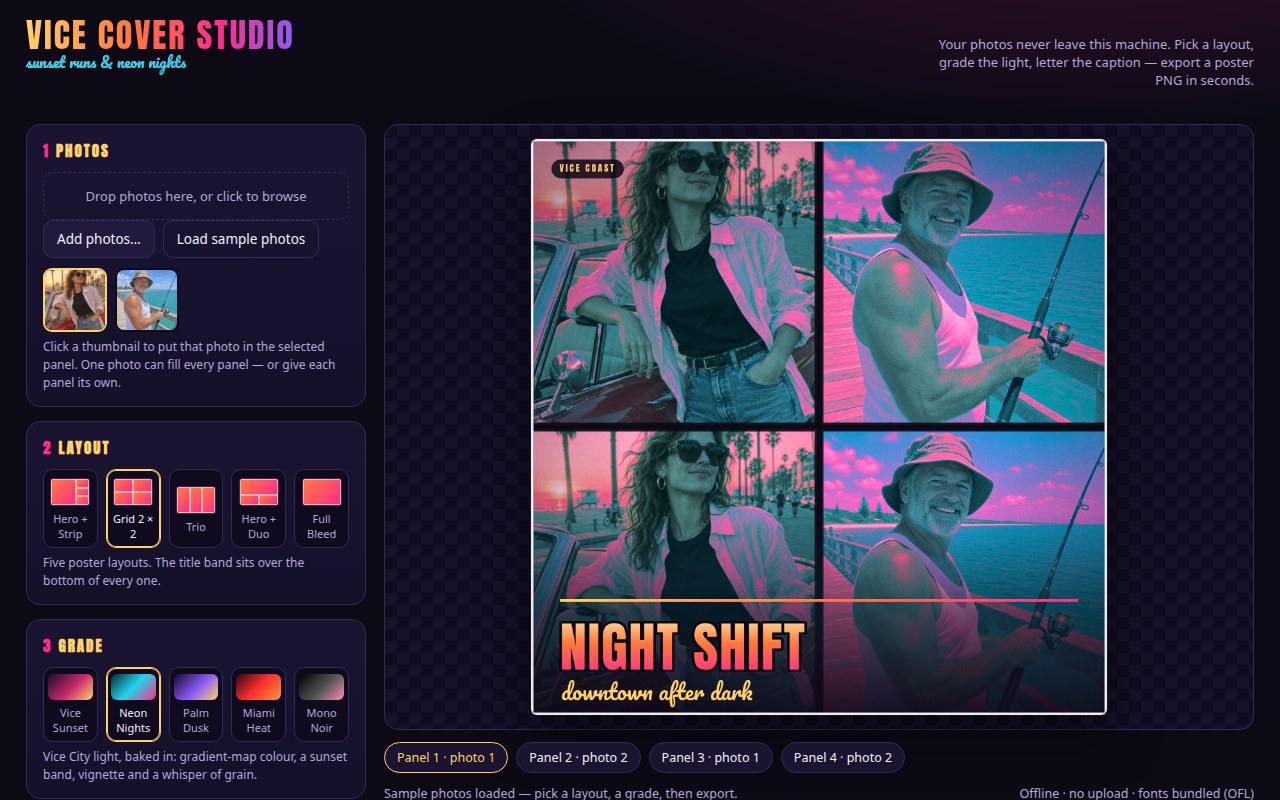 VICE COVER STUDIO
sunset runs & neon nights
Your photos never leave this machine. Pick a layout,
grade the light, letter the caption — export a poster
PNG in seconds.
1 PHOTOS
Drop photos here, or click to browse
Add photos...
Load sample photos
Click a thumbnail to put that photo in the selected
panel. One photo can fill every panel — or give each
panel its own.
2 LAYOUT
Hero +
Strip
Grid 2 ×
2
Trio
Hero +
Duo
Full
Bleed
Five poster layouts. The title band sits over the
bottom of every one.
3 GRADE
Vice
Sunset
Neon
Nights
Palm
Dusk
Miami
Heat
Mono
Noir
Vice City light, baked in: gradient-map colour, a sunset
band, vignette and a whisper of grain.
VICE COAST
NIGHT SHIFT
downtown after dark
Panel 1 · photo 1
Panel 2 · photo 2
Panel 3 · photo 1
Panel 4 · photo 2
Sample photos loaded — pick a layout, a grade, then export.
Offline · no upload · fonts bundled (OFL)